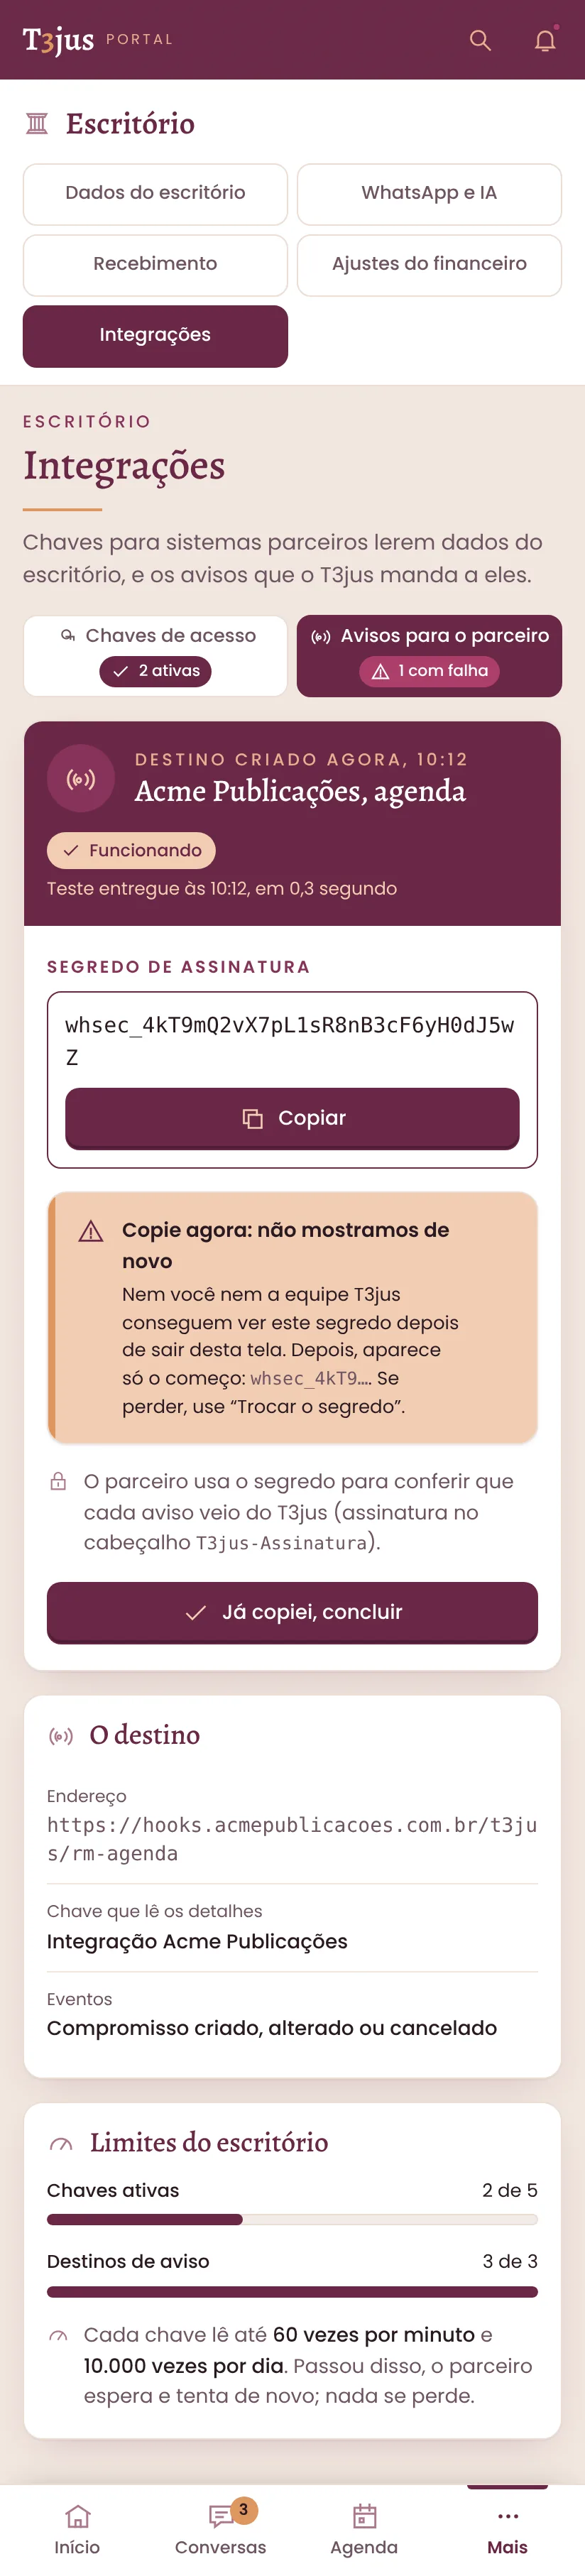 T3jus PORTAL
Escritório
Dados do escritório
WhatsApp e IA
Recebimento
Ajustes do financeiro
Integrações
ESCRITÓRIO
Integrações
Chaves para sistemas parceiros lerem dados do
escritório, e os avisos que o T3jus manda a eles.
Chaves de acesso
2 ativas
Avisos para o parceiro
1 com falha
DESTINO CRIADO AGORA, 10:12
Acme Publicações, agenda
Funcionando
Teste entregue às 10:12, em 0,3 segundo
SEGREDO DE ASSINATURA
whsec_4kT9mQ2vX7pL1sR8nB3cF6yH0dJ5w
Z
Copiar
Copie agora: não mostramos de
novo
Nem você nem a equipe T3jus
conseguem ver este segredo depois
de sair desta tela. Depois, aparece
só o começo: whsec_4kT9…. Se
perder, use “Trocar o segredo”.
O parceiro usa o segredo para conferir que
cada aviso veio do T3jus (assinatura no
cabeçalho T3jus-Assinatura).
Já copiei, concluir
O destino
Endereço
https://hooks.acmepublicacoes.com.br/t3ju
s/rm-agenda
Chave que lê os detalhes
Integração Acme Publicações
Eventos
Compromisso criado, alterado ou cancelado
Limites do escritório
Chaves ativas 2 de 5
Destinos de aviso 3 de 3
Cada chave lê até 60 vezes por minuto e
10.000 vezes por dia. Passou disso, o parceiro
espera e tenta de novo; nada se perde.
3
Início
Conversas
Agenda
Mais